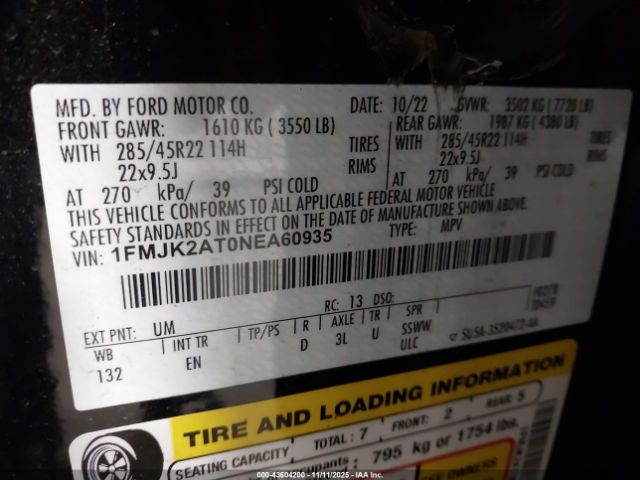 MFD. BY FORD MOTOR CO.
DATE: 10/22 GVWR: 3502 KG ( 7720 LB)
FRONT GAWR: 1610 KG ( 3550 LB)
REAR GAWR: 1987 KG ( 4380 LB)
WITH 285/45R22 114H TIRES
WITH 285/45R22 114H TIRES
22x9.5J RIMS
22x9.5J RIMS
AT 270 kPa/ 39 PSI COLD
AT 270 kPa/ 39 PSI COLD
THIS VEHICLE CONFORMS TO ALL APPLICABLE FEDERAL MOTOR VEHICLE
SAFETY STANDARDS IN EFFECT ON THE DATE OF MANUFACTURE SHOWN ABOVE.
VIN: 1FMJK2AT0NEA60935
TYPE: MPV
RC: 13 DSO:
EXT PNT: UM
WB INT TR TP/PS R AXLE TR SPR
132 EN D 3L U SSWW
ULC
TIRE AND LOADING INFORMATION
SEATING CAPACITY TOTAL : 7 FRONT: 2 REAR: 5
795 kg or 1754 lbs.
OWNERS
000-43604200 - 11/11/2025 - IAA Inc.